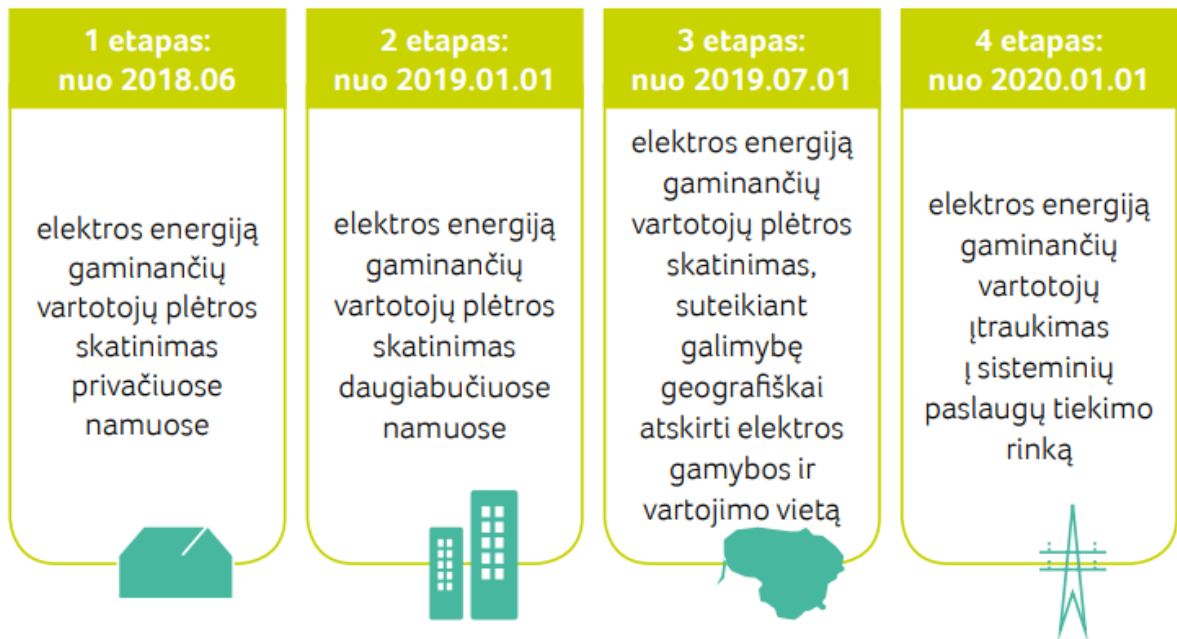 1 etapas:
nuo 2018.06
elektros energiją
gaminančių
vartotojų plėtros
skatinimas
privačiuose
namuose
2 etapas:
nuo 2019.01.01
elektros energiją
gaminančių
vartotojų plėtros
skatinimas
daugiabučiuose
namuose
3 etapas:
nuo 2019.07.01
elektros energiją
gaminančių
vartotojų plėtros
skatinimas,
suteikiant
galimybę
geografiškai
atskirti elektros
gamybos ir
vartojimo vietą
4 etapas:
nuo 2020.01.01
elektros energiją
gaminančių
vartotojų
įtraukimas
į sisteminių
paslaugų tiekimo
rinką